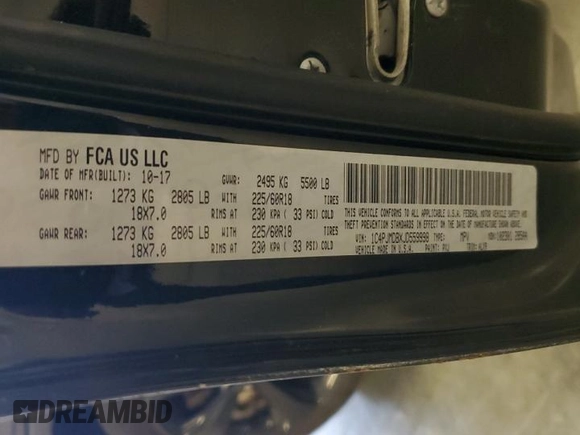 MFD BY FCA US LLC
DATE OF MFR(BUILT): 10-17 GVWR: 2495 KG 5500 LB
GAWR FRONT: 1273 KG 2805 LB WITH 225/60R18 TIRES
18X7.0 RIMS AT 230 KPA ( 33 PSI) COLD
GAWR REAR: 1273 KG 2805 LB WITH 225/60R18 TIRES
18X7.0 RIMS AT 230 KPA ( 33 PSI) COLD
THIS VEHICLE CONFORMS TO ALL APPLICABLE U.S.A. FEDERAL MOTOR VEHICLE SAFETY AND
THEFT PREVENTION STANDARDS IN EFFECT ON THE DATE OF MANUFACTURE SHOWN ABOVE
VIN: TYPE: MPV
VEHICLE MADE IN U.S.A. PAINT: TRIM:
DREAMBID